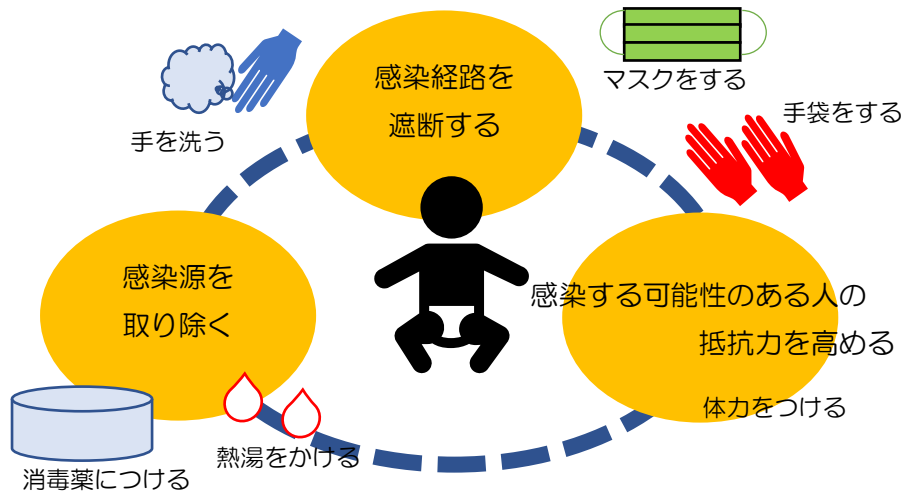 感染経路を
遮断する
マスクをする
手袋をする
手を洗う
感染源を
取り除く
感染する可能性のある人の
抵抗力を高める
体力をつける
熱湯をかける
消毒薬につける